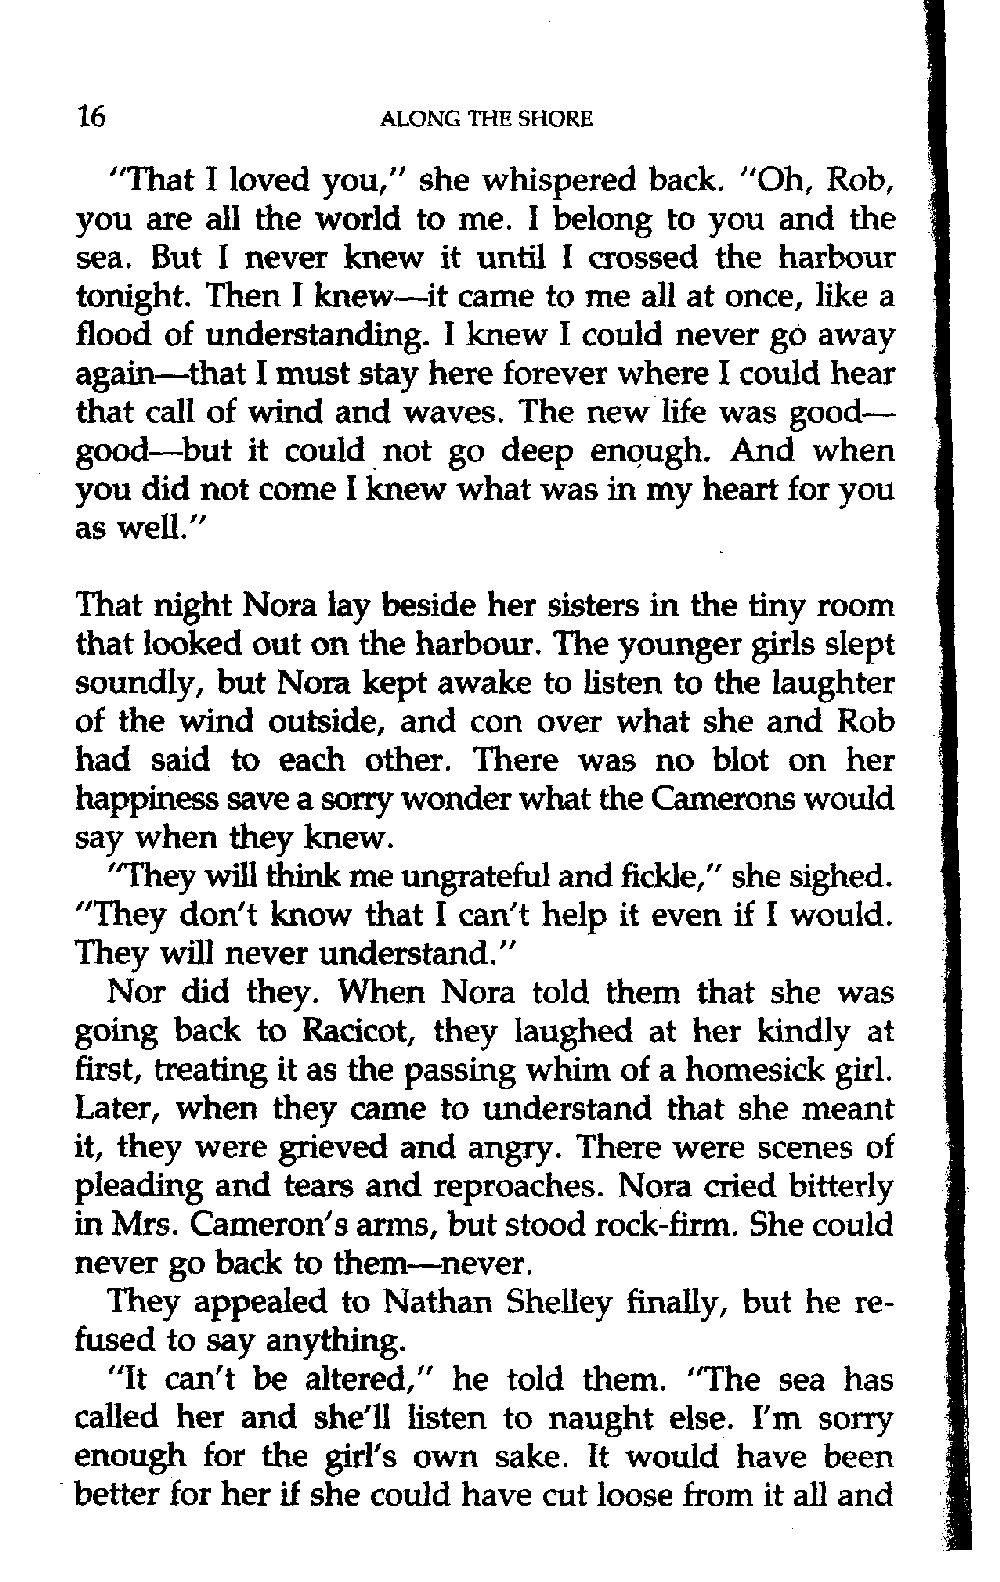 16 ALONG THE SHORE
"That I loved you," she whispered back. "Oh, Rob,
you are all the world to me. I belong to you and the
sea. But I never knew it until I crossed the harbour
tonight. Then I knew—it came to me all at once, like a
flood of understanding. I knew I could never go away
again—that I must stay here forever where I could hear
that call of wind and waves. The new life was good—
good—but it could not go deep enough. And when
you did not come I knew what was in my heart for you
as well."
That night Nora lay beside her sisters in the tiny room
that looked out on the harbour. The younger girls slept
soundly, but Nora kept awake to listen to the laughter
of the wind outside, and con over what she and Rob
had said to each other. There was no blot on her
happiness save a sorry wonder what the Camerons would
say when they knew.
"They will think me ungrateful and fickle," she sighed.
"They don't know that I can't help it even if I would.
They will never understand."
Nor did they. When Nora told them that she was
going back to Racicot, they laughed at her kindly at
first, treating it as the passing whim of a homesick girl.
Later, when they came to understand that she meant
it, they were grieved and angry. There were scenes of
pleading and tears and reproaches. Nora cried bitterly
in Mrs. Cameron's arms, but stood rock-firm. She could
never go back to them—never.
They appealed to Nathan Shelley finally, but he re-
fused to say anything.
"It can't be altered," he told them. "The sea has
called her and she'll listen to naught else. I'm sorry
enough for the girl's own sake. It would have been
better for her if she could have cut loose from it all and